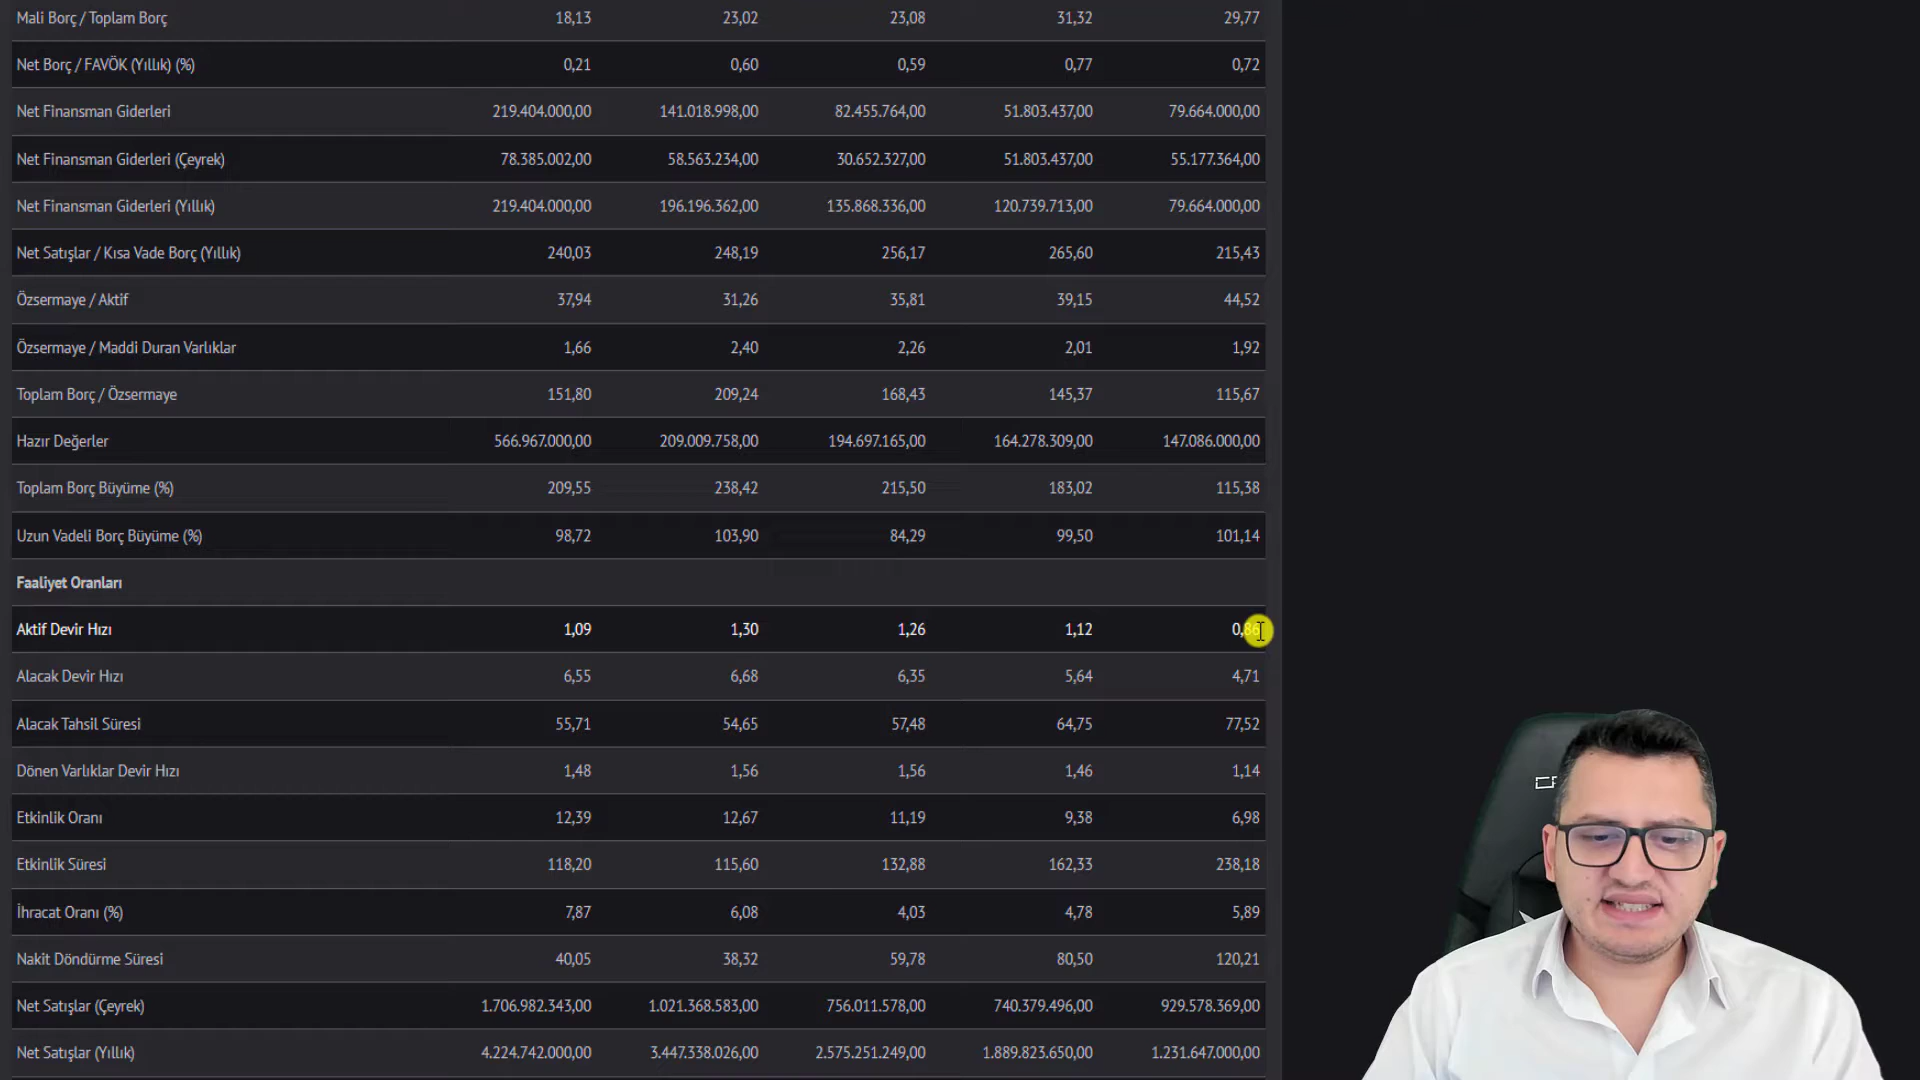 Mali Borç / Toplam Borç 18,13 23,02 23,08 31,32 29,77
Net Borç / FAVÖK (Yıllık) (%) 0,21 0,60 0,59 0,77 0,72
Net Finansman Giderleri 219.404.000,00 141.018.998,00 82.455.764,00 51.803.437,00 79.664.000,00
Net Finansman Giderleri (Çeyrek) 78.385.002,00 58.563.234,00 30.652.327,00 51.803.437,00 55.177.364,00
Net Finansman Giderleri (Yıllık) 219.404.000,00 196.196.362,00 135.868.336,00 120.739.713,00 79.664.000,00
Net Satışlar / Kısa Vade Borç (Yıllık) 240,03 248,19 256,17 265,60 215,43
Özsermaye / Aktif 37,94 31,26 35,81 39,15 44,52
Özsermaye / Maddi Duran Varlıklar 1,66 2,40 2,26 2,01 1,92
Toplam Borç / Özsermaye 151,80 209,24 168,43 145,37 115,67
Hazır Değerler 566.967.000,00 209.009.758,00 194.697.165,00 164.278.309,00 147.086.000,00
Toplam Borç Büyüme (%) 209,55 238,42 215,50 183,02 115,38
Uzun Vadeli Borç Büyüme (%) 98,72 103,90 84,29 99,50 101,14
Faaliyet Oranları
Aktif Devir Hızı 1,09 1,30 1,26 1,12 0,86
Alacak Devir Hızı 6,55 6,68 6,35 5,64 4,71
Alacak Tahsil Süresi 55,71 54,65 57,48 64,75 77,52
Dönen Varlıklar Devir Hızı 1,48 1,56 1,56 1,46 1,14
Etkinlik Oranı 12,39 12,67 11,19 9,38 6,98
Etkinlik Süresi 118,20 115,60 132,88 162,33 238,18
İhracat Oranı (%) 7,87 6,08 4,03 4,78 5,89
Nakit Döndürme Süresi 40,05 38,32 59,78 80,50 120,21
Net Satışlar (Çeyrek) 1.706.982.343,00 1.021.368.583,00 756.011.578,00 740.379.496,00 929.578.369,00
Net Satışlar (Yıllık) 4.224.742.000,00 3.447.338.026,00 2.575.251.249,00 1.889.823.650,00 1.231.647.000,00